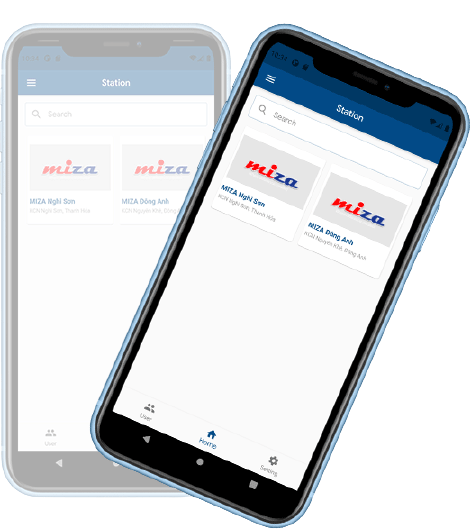 Station
Search
miza
miza
MIZA Nghi Sơn
KCN Nghi Sơn, Thanh Hóa
MIZA Đông Anh
KCN Nguyên Khê, Đông
User
Station
Search
miza
MIZA Nghi Sơn
KCN Nghi Sơn, Thanh Hóa
miza
MIZA Đông Anh
KCN Nguyên Khê, Đông Anh
User
Home
Setting